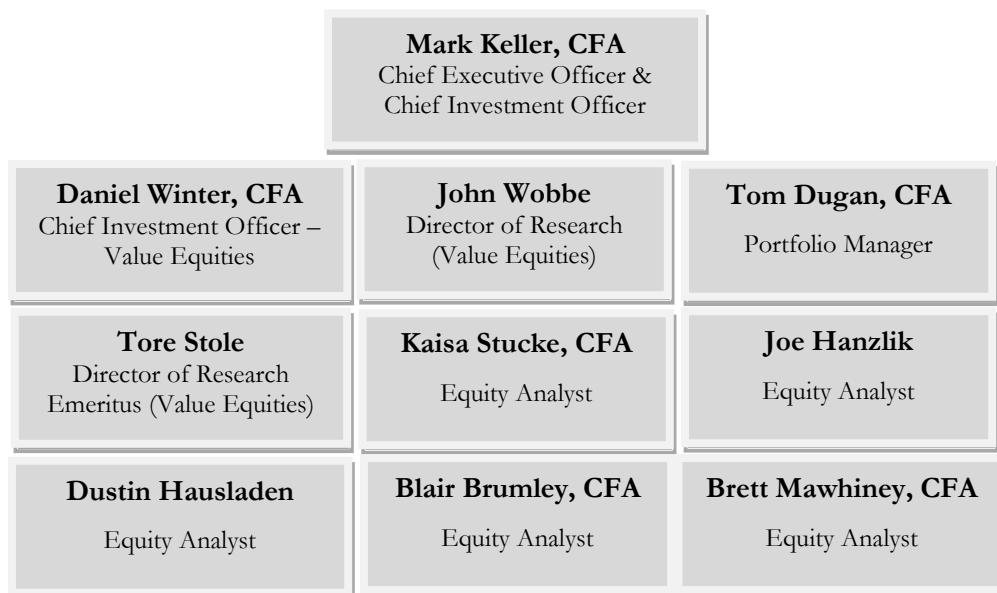 Mark Keller, CFA
Chief Executive Officer &
Chief Investment Officer
Daniel Winter, CFA
Chief Investment Officer –
Value Equities
John Wobbe
Director of Research
(Value Equities)
Tom Dugan, CFA
Portfolio Manager
Tore Stole
Director of Research
Emeritus (Value Equities)
Kaisa Stucke, CFA
Equity Analyst
Joe Hanzlik
Equity Analyst
Dustin Hausladen
Equity Analyst
Blair Brumley, CFA
Equity Analyst
Brett Mawhiney, CFA
Equity Analyst